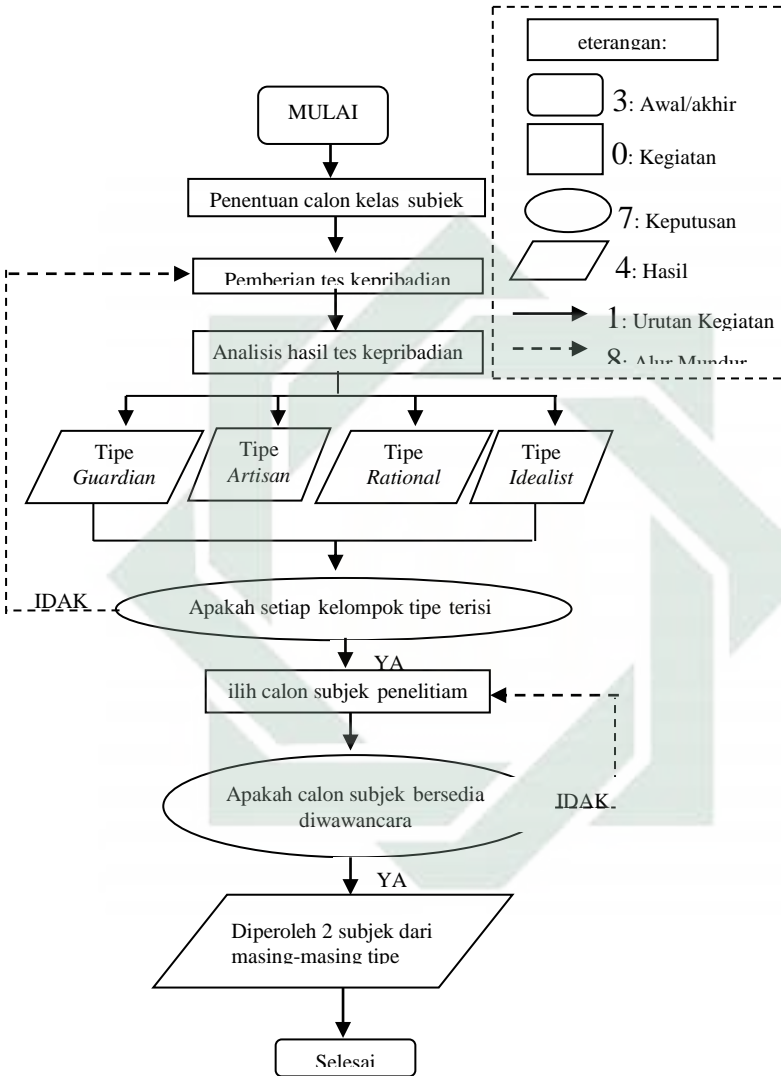 eterangan:
3: Awal/akhir
0: Kegiatan
7: Keputusan
4: Hasil
1: Urutan Kegiatan
8: Alur Mundur
MULAI
Penentuan calon kelas subjek
Pemberian tes kepribadian
Analisis hasil tes kepribadian
Tipe
Guardian
Tipe
Artisan
Tipe
Rational
Tipe
Idealist
Apakah setiap kelompok tipe terisi
IDAK
YA
ilih calon subjek penelitiam
Apakah calon subjek bersedia
diwawancara
IDAK
YA
Diperoleh 2 subjek dari
masing-masing tipe
Selesai